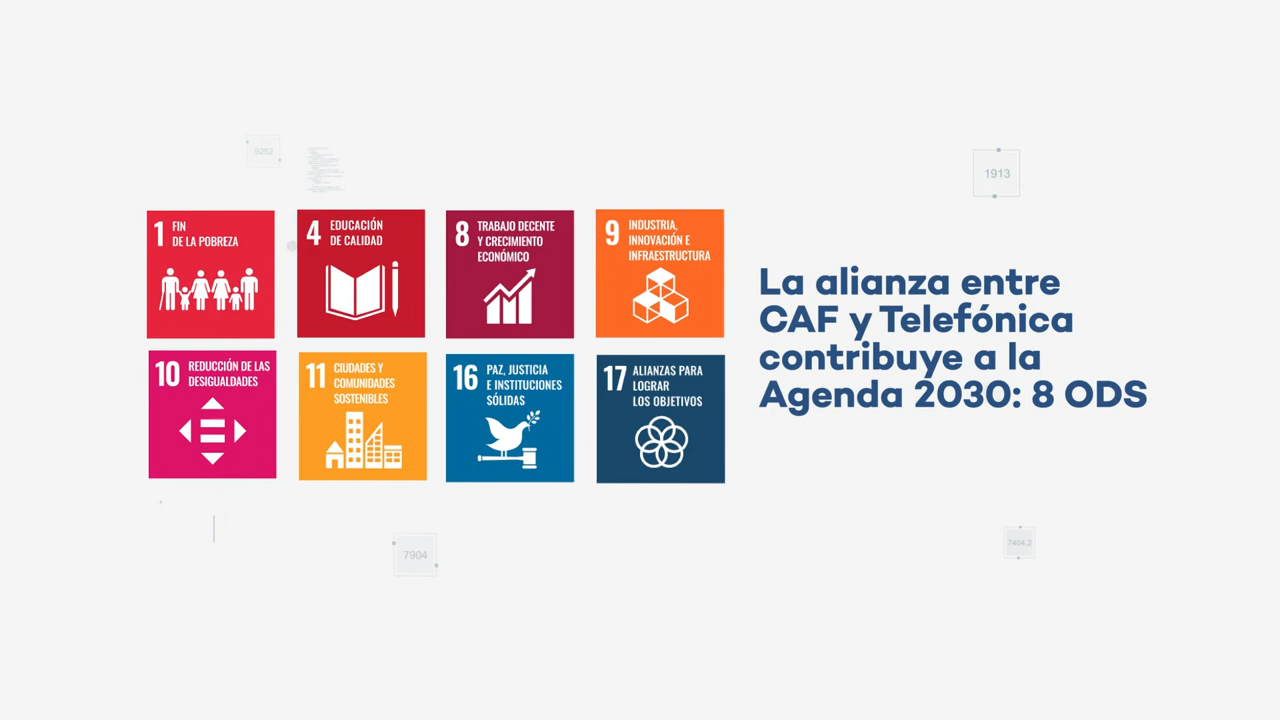 9262
1913
1 FIN
DE LA POBREZA
4 EDUCACIÓN
DE CALIDAD
8 TRABAJO DECENTE
Y CRECIMIENTO
ECONÓMICO
9 INDUSTRIA,
INNOVACIÓN E
INFRAESTRUCTURA
10 REDUCCIÓN DE LAS
DESIGUALDADES
11 CIUDADES Y
COMUNIDADES
SOSTENIBLES
16 PAZ, JUSTICIA
E INSTITUCIONES
SÓLIDAS
17 ALIANZAS PARA
LOGRAR
LOS OBJETIVOS
La alianza entre
CAF y Telefónica
contribuye a la
Agenda 2030: 8 ODS
7904
7404,2